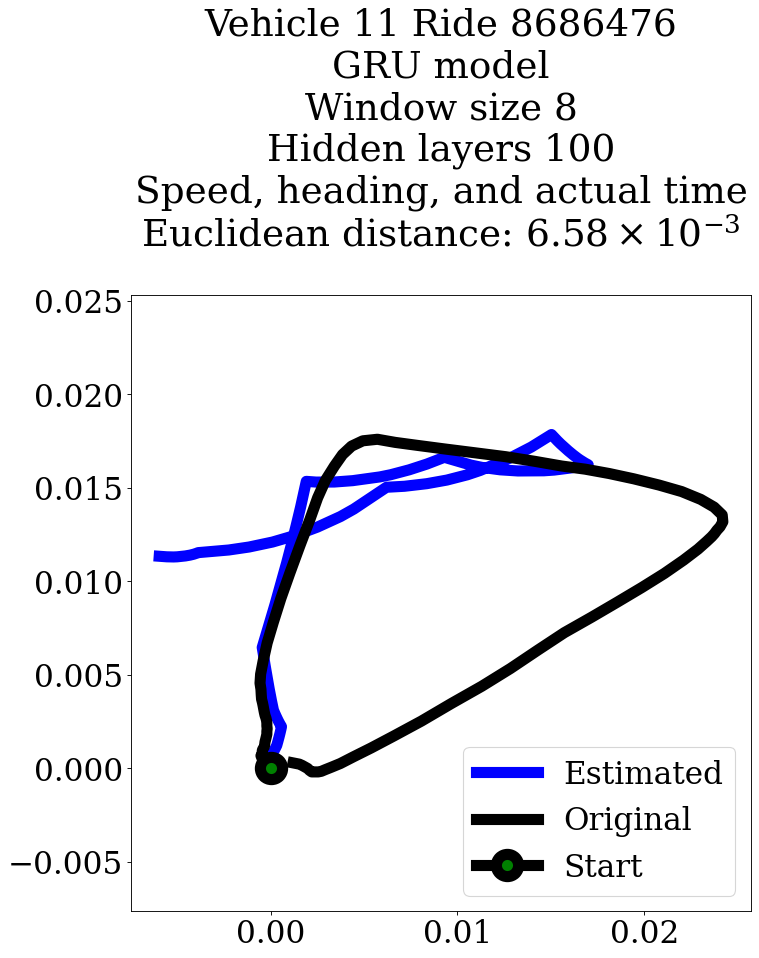 Vehicle 11 Ride 8686476
GRU model
Window size 8
Hidden layers 100
Speed, heading, and actual time
Euclidean distance: 6.58 × 10⁻³
0.025
0.020
0.015
0.010
0.005
0.000
−0.005
0.00 0.01 0.02
Estimated
Original
Start